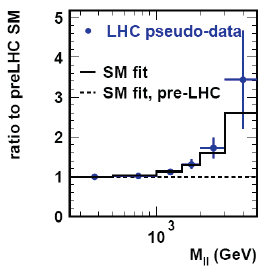 ratio to preLHC SM
5
4
3
2
1
0
LHC pseudo-data
SM fit
SM fit, pre-LHC
10³
M_ll (GeV)